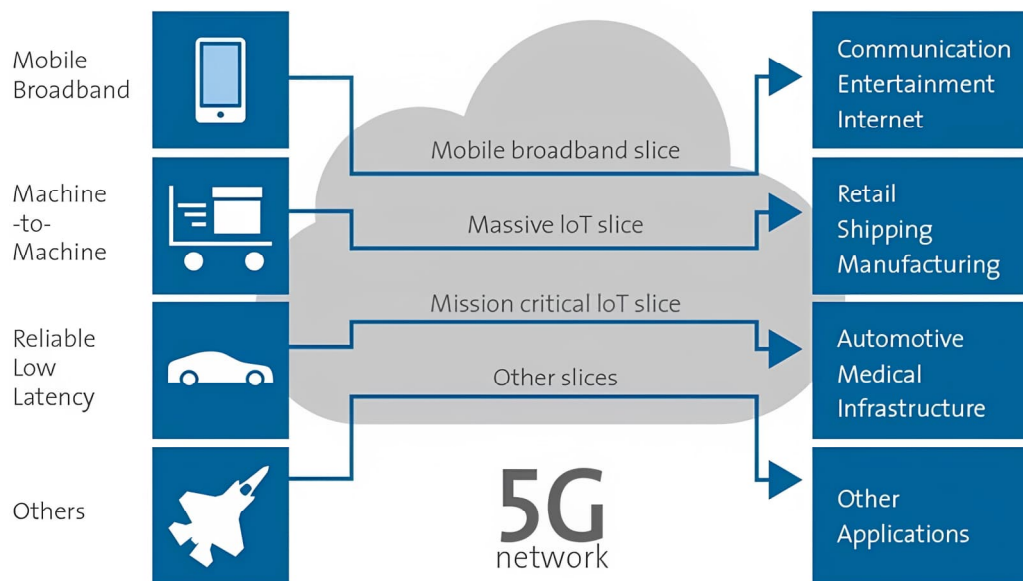 Mobile
Broadband
Mobile broadband slice
Communication
Entertainment
Internet
Machine
-to-
Machine
Massive IoT slice
Retail
Shipping
Manufacturing
Reliable
Low
Latency
Mission critical IoT slice
Automotive
Medical
Infrastructure
Others
Other slices
Other
Applications
5G
network